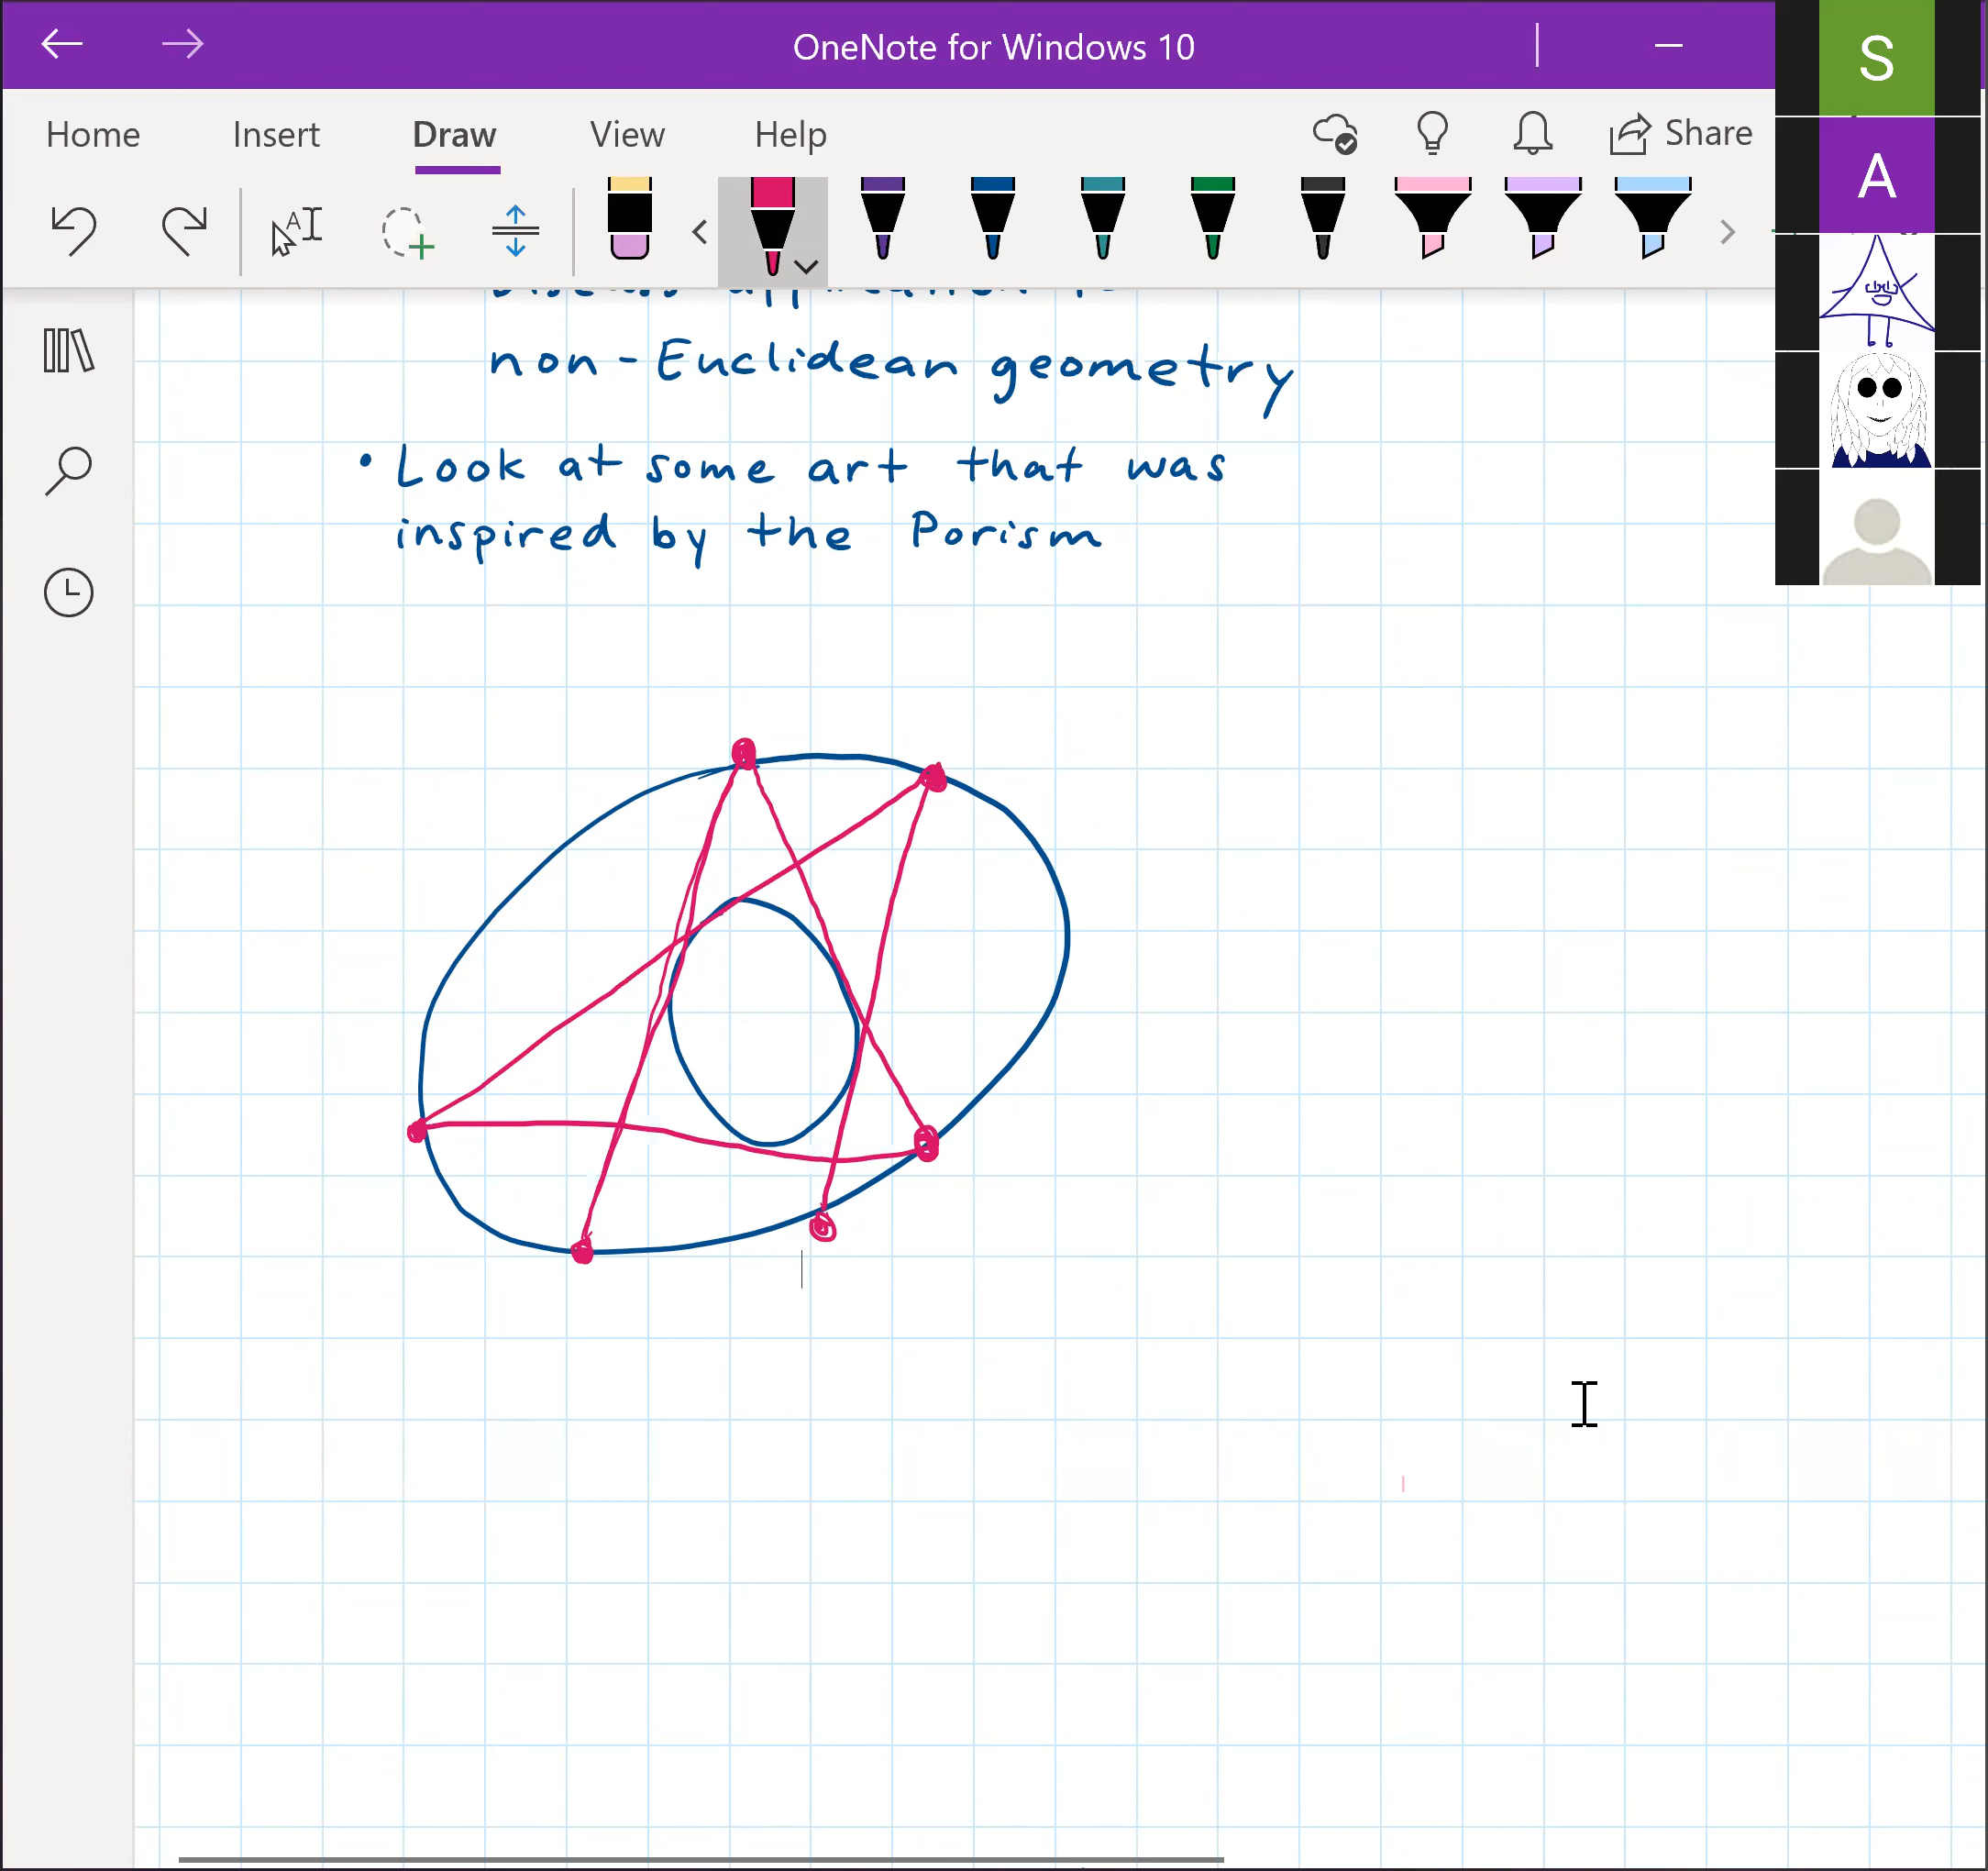 OneNote for Windows 10
S
Home Insert Draw View Help Share
A
non-Euclidean geometry
• Look at some art that was
inspired by the Porism